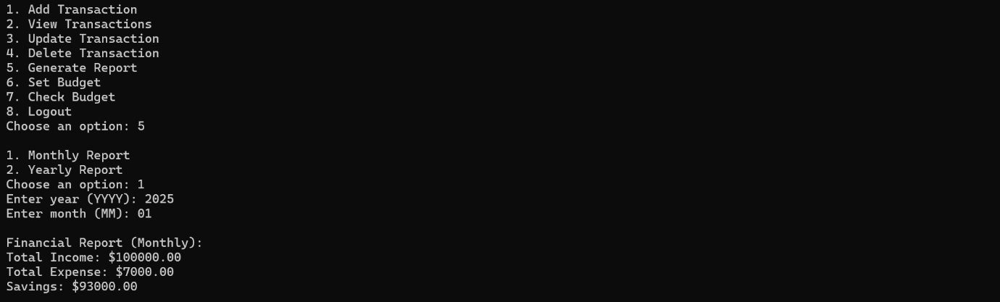 1. Add Transaction
2. View Transactions
3. Update Transaction
4. Delete Transaction
5. Generate Report
6. Set Budget
7. Check Budget
8. Logout
Choose an option: 5
1. Monthly Report
2. Yearly Report
Choose an option: 1
Enter year (YYYY): 2025
Enter month (MM): 01
Financial Report (Monthly):
Total Income: $100000.00
Total Expense: $7000.00
Savings: $93000.00